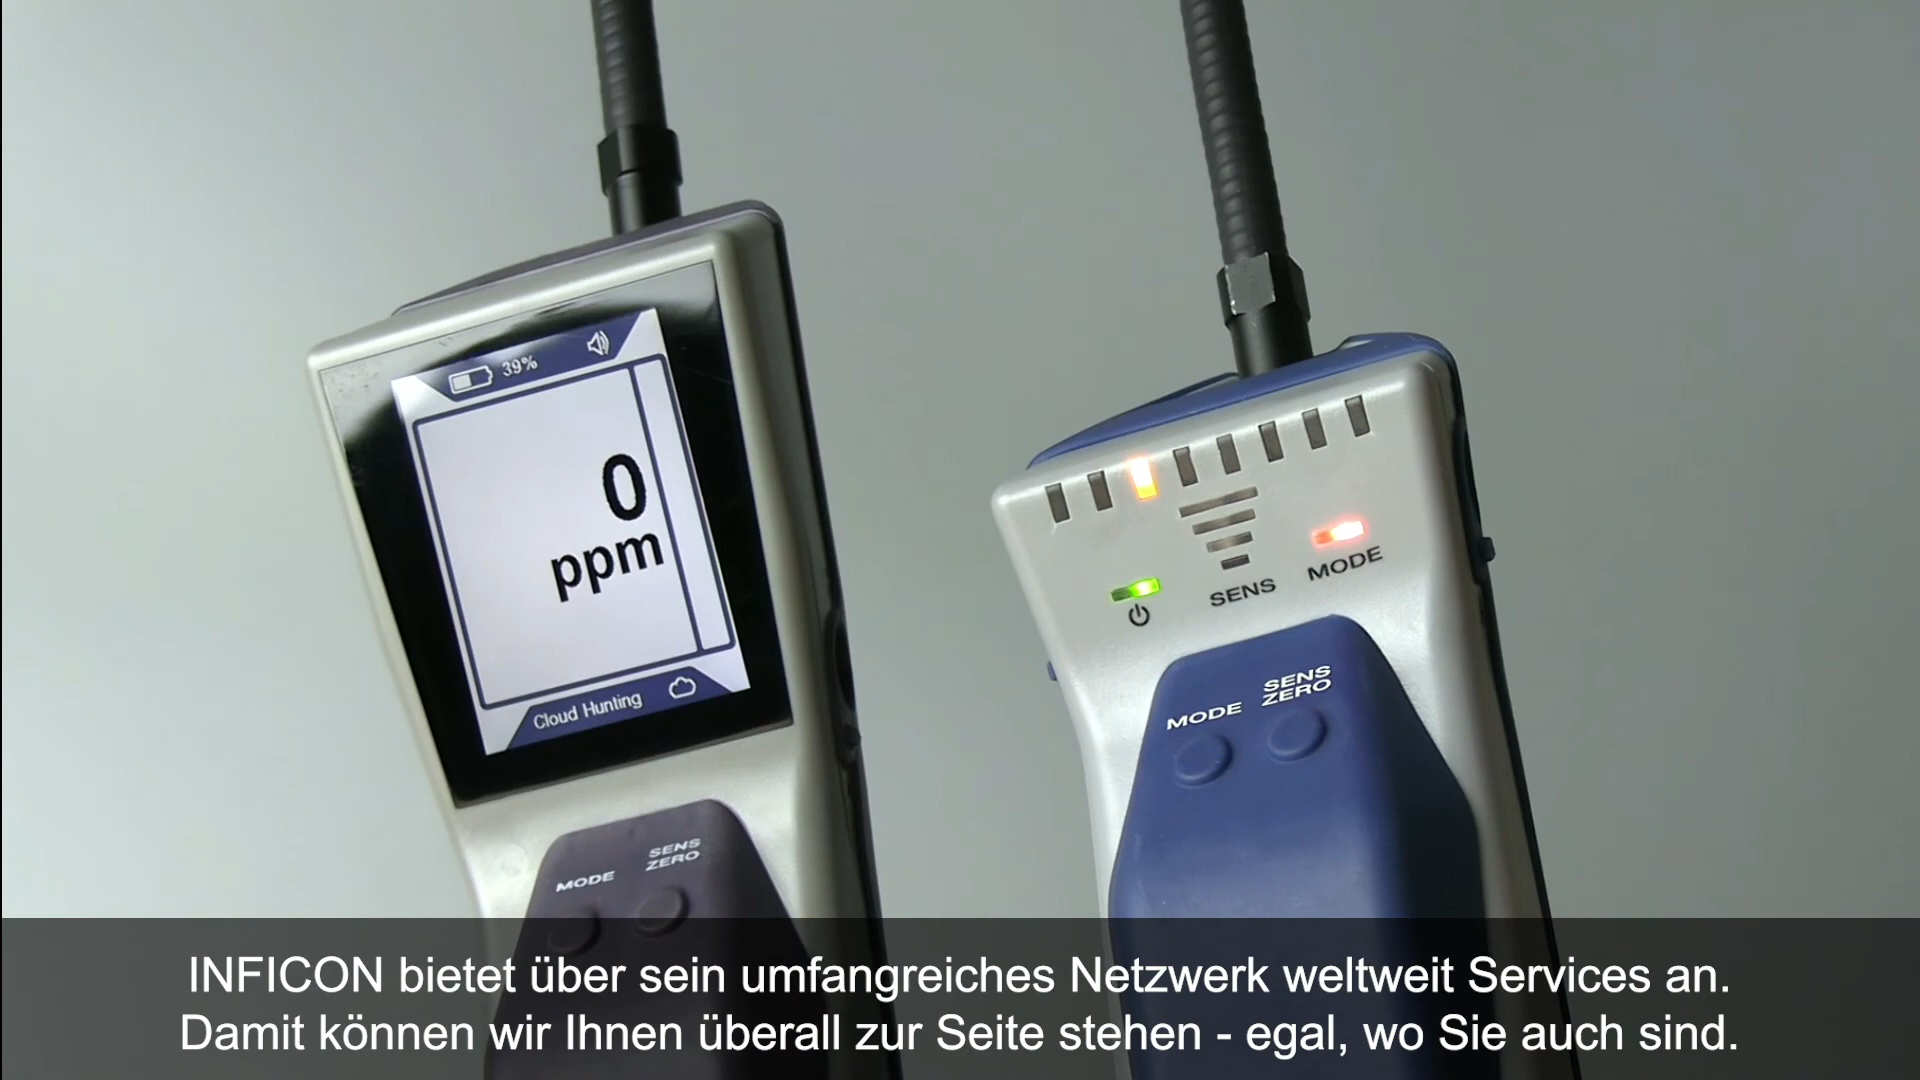 39%
0
ppm
Cloud Hunting
MODE
SENS
ZERO
SENS
MODE
MODE
SENS
ZERO
INFICON bietet über sein umfangreiches Netzwerk weltweit Services an.
Damit können wir Ihnen überall zur Seite stehen - egal, wo Sie auch sind.